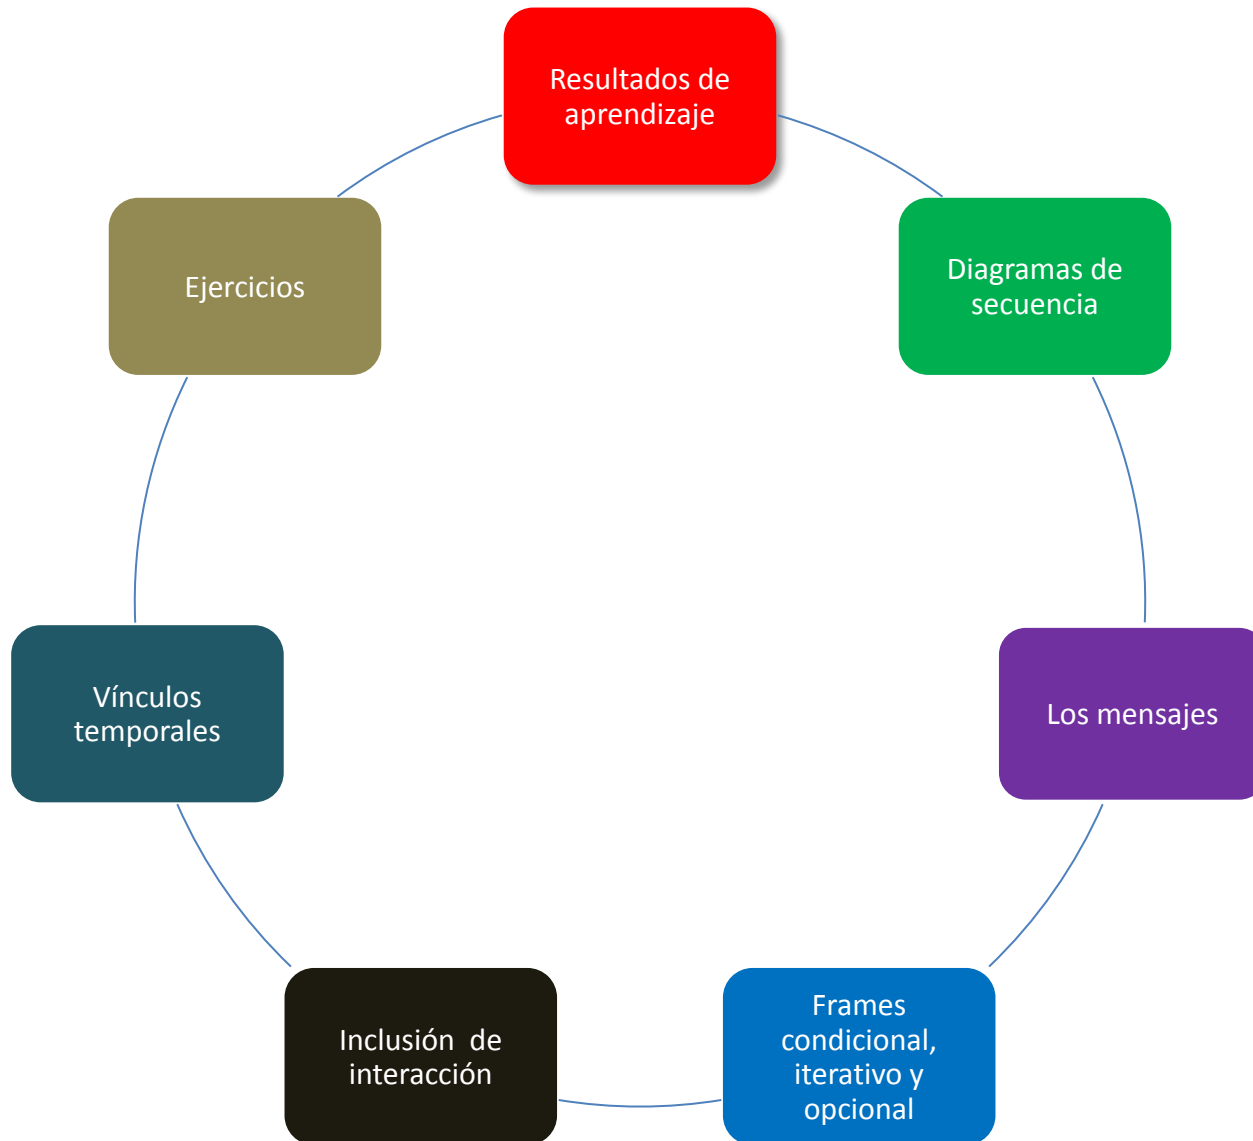 Resultados de
aprendizaje
Diagramas de
secuencia
Los mensajes
Frames
condicional,
iterativo y
opcional
Inclusión  de
interacción
Vínculos
temporales
Ejercicios